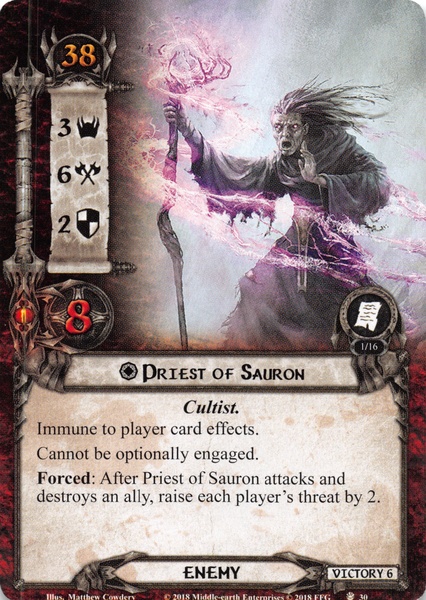 38
3
6
2
8
1/16
Priest of Sauron
Cultist.
Immune to player card effects.
Cannot be optionally engaged.
Forced: After Priest of Sauron attacks and
destroys an ally, raise each player's threat by 2.
ENEMY
VICTORY 6
Illus. Matthew Cowdery © 2018 Middle-earth Enterprises © 2018 FFG 30